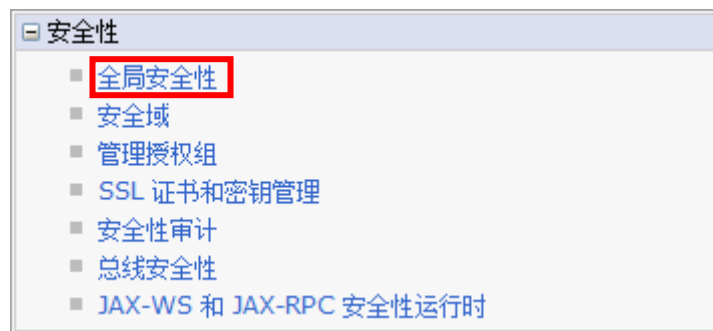 安全性
全局安全性
安全域
管理授权组
SSL 证书和密钥管理
安全性审计
总线安全性
JAX-WS 和 JAX-RPC 安全性运行时